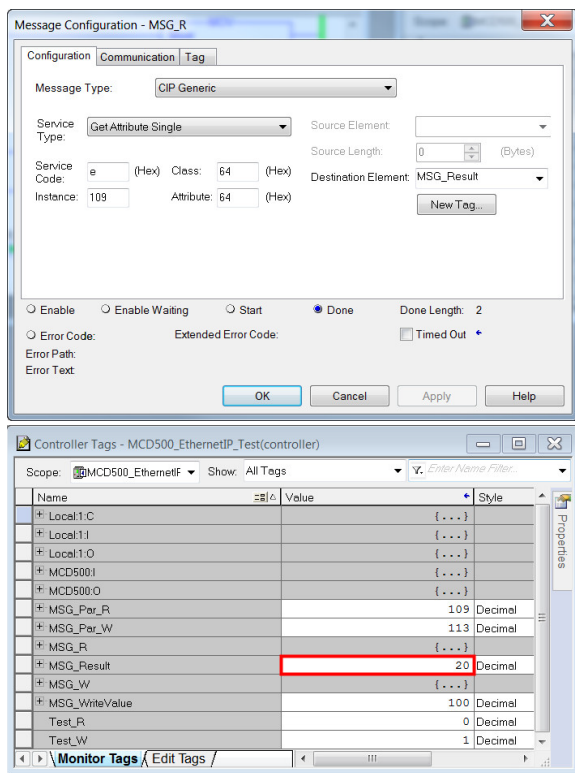 Message Configuration - MSG_R
Configuration Communication Tag
Message Type: CIP Generic
Service Type: Get Attribute Single
Source Element:
Source Length: 0 (Bytes)
Service Code: e (Hex) Class: 64 (Hex)
Destination Element: MSG_Result
Instance: 109 Attribute: 64 (Hex)
New Tag...
Enable Enable Waiting Start Done Done Length: 2
Error Code: Extended Error Code: Timed Out
Error Path:
Error Text:
OK Cancel Apply Help
Controller Tags - MCD500_EthernetIP_Test(controller)
Scope: MCD500_EthernetIF Show: All Tags Enter Name Filter...
Name Value Style
Local:1:C {...}
Local:1:I {...}
Local:1:O {...}
MCD500:I {...}
MCD500:O {...}
MSG_Par_R 109 Decimal
MSG_Par_W 113 Decimal
MSG_R {...}
MSG_Result 20 Decimal
MSG_W {...}
MSG_WriteValue 100 Decimal
Test_R 0 Decimal
Test_W 1 Decimal
Monitor Tags Edit Tags
Properties